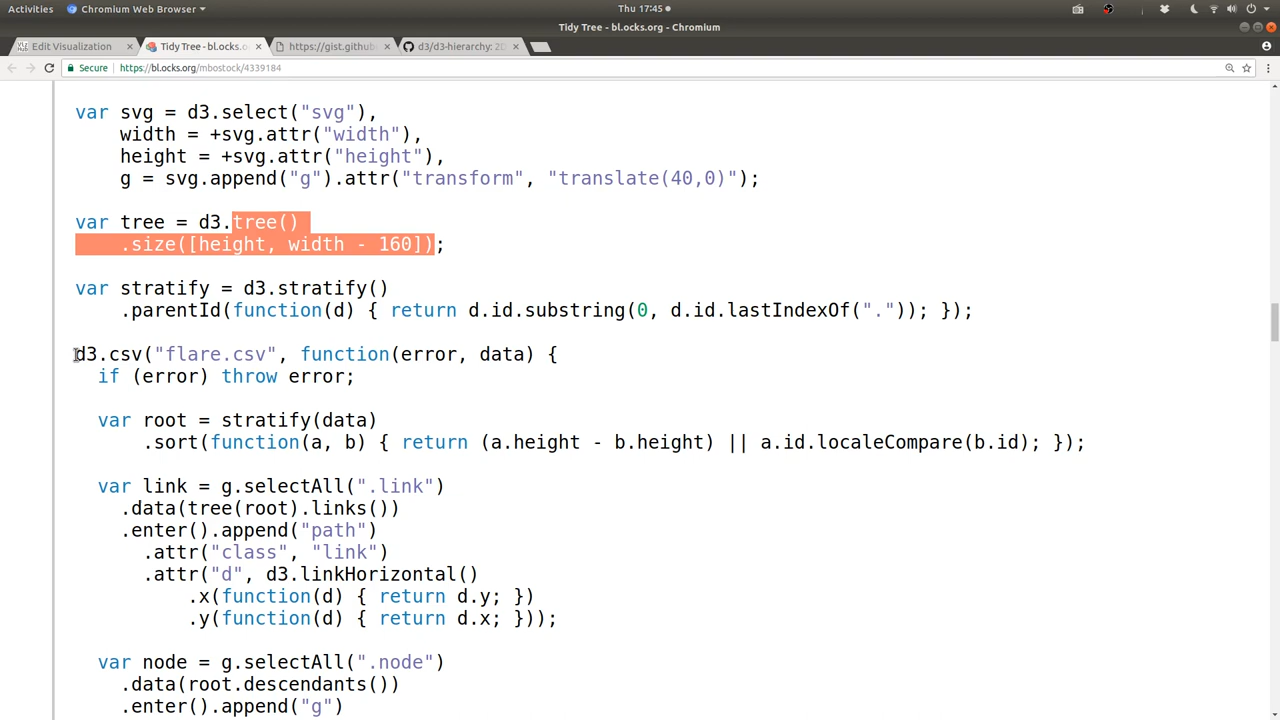 Activities
Chromium Web Browser
Thu 17:45
Tidy Tree - bl.ocks.org - Chromium
Edit Visualization
Tidy Tree - bl.ocks.o
https://gist.github
d3/d3-hierarchy: 2D
Secure
https://bl.ocks.org/mbostock/4339184
var svg = d3.select("svg"),
width = +svg.attr("width"),
height = +svg.attr("height"),
g = svg.append("g").attr("transform", "translate(40,0)");
var tree = d3.tree()
.size([height, width - 160]);
var stratify = d3.stratify()
.parentId(function(d) { return d.id.substring(0, d.id.lastIndexOf(".")); });
d3.csv("flare.csv", function(error, data) {
if (error) throw error;
var root = stratify(data)
.sort(function(a, b) { return (a.height - b.height) || a.id.localeCompare(b.id); });
var link = g.selectAll(".link")
.data(tree(root).links())
.enter().append("path")
.attr("class", "link")
.attr("d", d3.linkHorizontal()
.x(function(d) { return d.y; })
.y(function(d) { return d.x; }));
var node = g.selectAll(".node")
.data(root.descendants())
.enter().append("g")